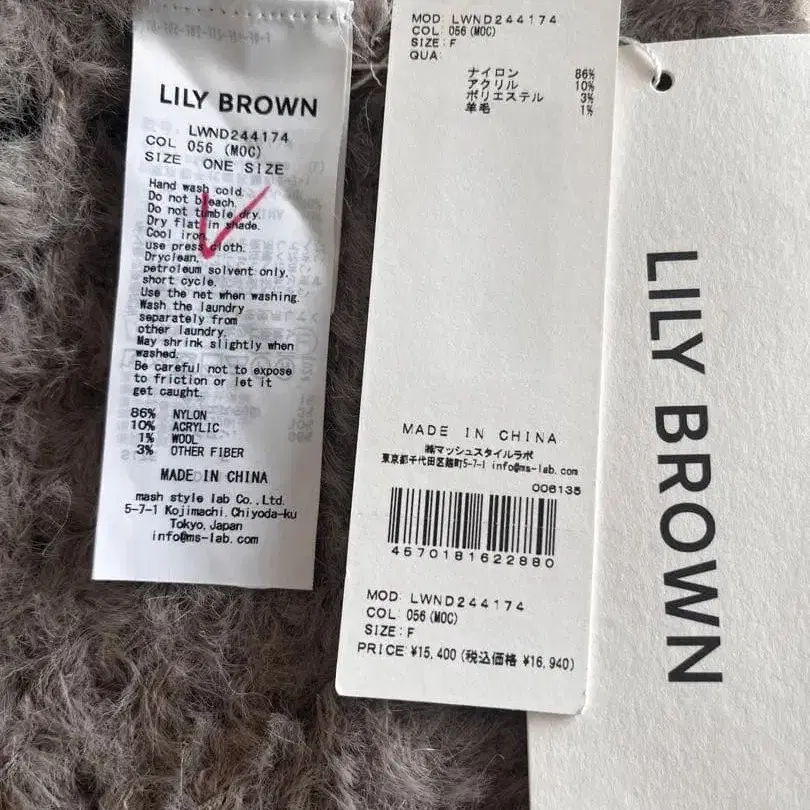 LILY BROWN
LWND244174
COL 056 (MOC)
SIZE ONE SIZE
Hand wash cold.
Do not bleach.
Do not tumble dry.
Dry flat in shade.
Cool iron.
use press cloth.
Dryclean,
petroleum solvent only,
short cycle.
Use the net when washing.
Wash the laundry
separately from
other laundry.
May shrink slightly when
washed.
Be careful not to expose
to friction or let it
get caught.
86% NYLON
10% ACRYLIC
1% WOOL
3% OTHER FIBER
MADE IN CHINA
mash style lab Co.,Ltd.
5-7-1 Kojimachi,Chiyoda-ku
Tokyo,Japan
info@ms-lab.com
MOD: LWND244174
COL: 056(MOC)
SIZE: F
QUA:
ナイロン 86%
アクリル 10%
ポリエステル 3%
羊毛 1%
MADE IN CHINA
㈱マッシュスタイルラボ
東京都千代田区麹町5-7-1 info@ms-lab.com
006135
4570181622880
MOD: LWND244174
COL: 056(MOC)
SIZE: F
PRICE ¥15,400 (税込価格 ¥16,940)
LILY BROWN